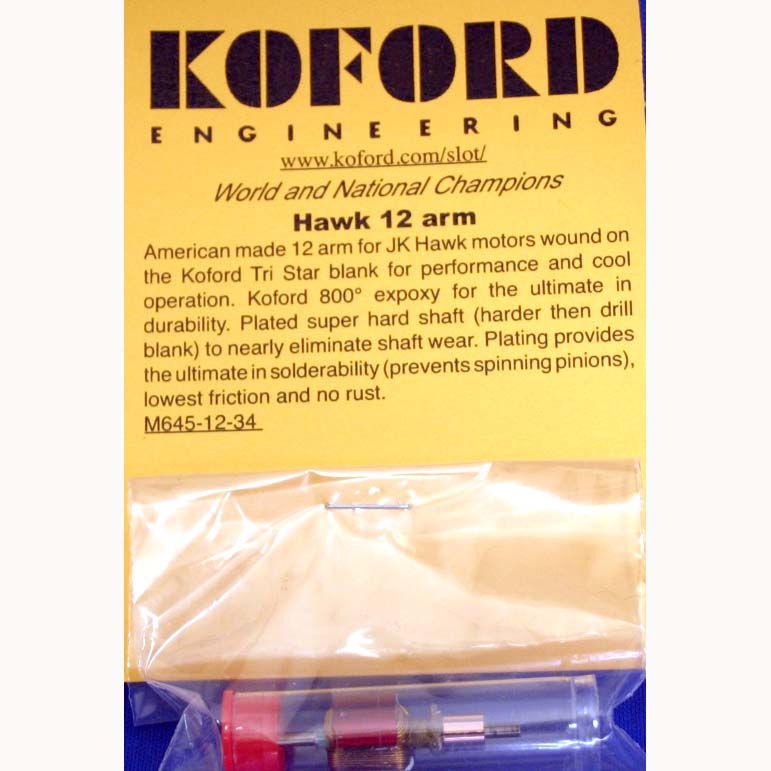 KOFORD
ENGINEERING
www.koford.com/slot/
World and National Champions
Hawk 12 arm
American made 12 arm for JK Hawk motors wound on
the Koford Tri Star blank for performance and cool
operation. Koford 800° expoxy for the ultimate in
durability. Plated super hard shaft (harder then drill
blank) to nearly eliminate shaft wear. Plating provides
the ultimate in solderability (prevents spinning pinions),
lowest friction and no rust.
M645-12-34